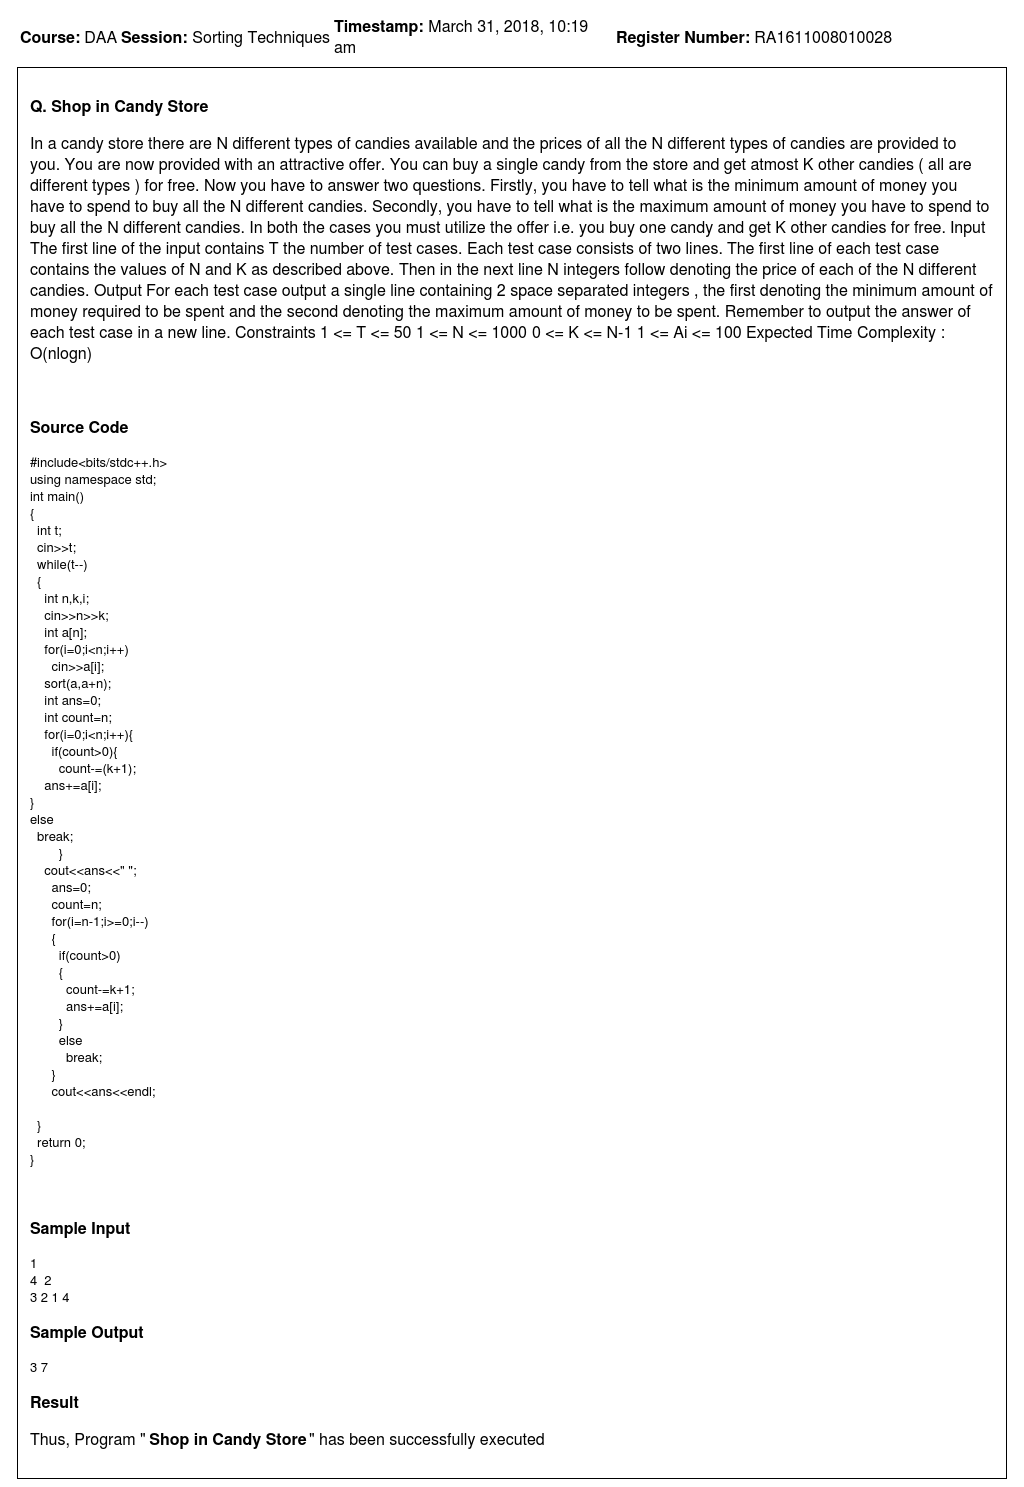 Course: DAA Session: Sorting Techniques Timestamp: March 31, 2018, 10:19 am Register Number: RA1611008010028
Q. Shop in Candy Store
In a candy store there are N different types of candies available and the prices of all the N different types of candies are provided to
you. You are now provided with an attractive offer. You can buy a single candy from the store and get atmost K other candies ( all are
different types ) for free. Now you have to answer two questions. Firstly, you have to tell what is the minimum amount of money you
have to spend to buy all the N different candies. Secondly, you have to tell what is the maximum amount of money you have to spend to
buy all the N different candies. In both the cases you must utilize the offer i.e. you buy one candy and get K other candies for free. Input
The first line of the input contains T the number of test cases. Each test case consists of two lines. The first line of each test case
contains the values of N and K as described above. Then in the next line N integers follow denoting the price of each of the N different
candies. Output For each test case output a single line containing 2 space separated integers , the first denoting the minimum amount of
money required to be spent and the second denoting the maximum amount of money to be spent. Remember to output the answer of
each test case in a new line. Constraints 1 <= T <= 50 1 <= N <= 1000 0 <= K <= N-1 1 <= Ai <= 100 Expected Time Complexity :
O(nlogn)
Source Code
#include<bits/stdc++.h>
using namespace std;
int main()
{
int t;
cin>>t;
while(t--)
{
int n,k,i;
cin>>n>>k;
int a[n];
for(i=0;i<n;i++)
cin>>a[i];
sort(a,a+n);
int ans=0;
int count=n;
for(i=0;i<n;i++){
if(count>0){
count-=(k+1);
ans+=a[i];
}
else
break;
}
cout<<ans<<" ";
ans=0;
count=n;
for(i=n-1;i>=0;i--)
{
if(count>0)
{
count-=k+1;
ans+=a[i];
}
else
break;
}
cout<<ans<<endl;
}
return 0;
}
Sample Input
1
4 2
3 2 1 4
Sample Output
3 7
Result
Thus, Program " Shop in Candy Store " has been successfully executed